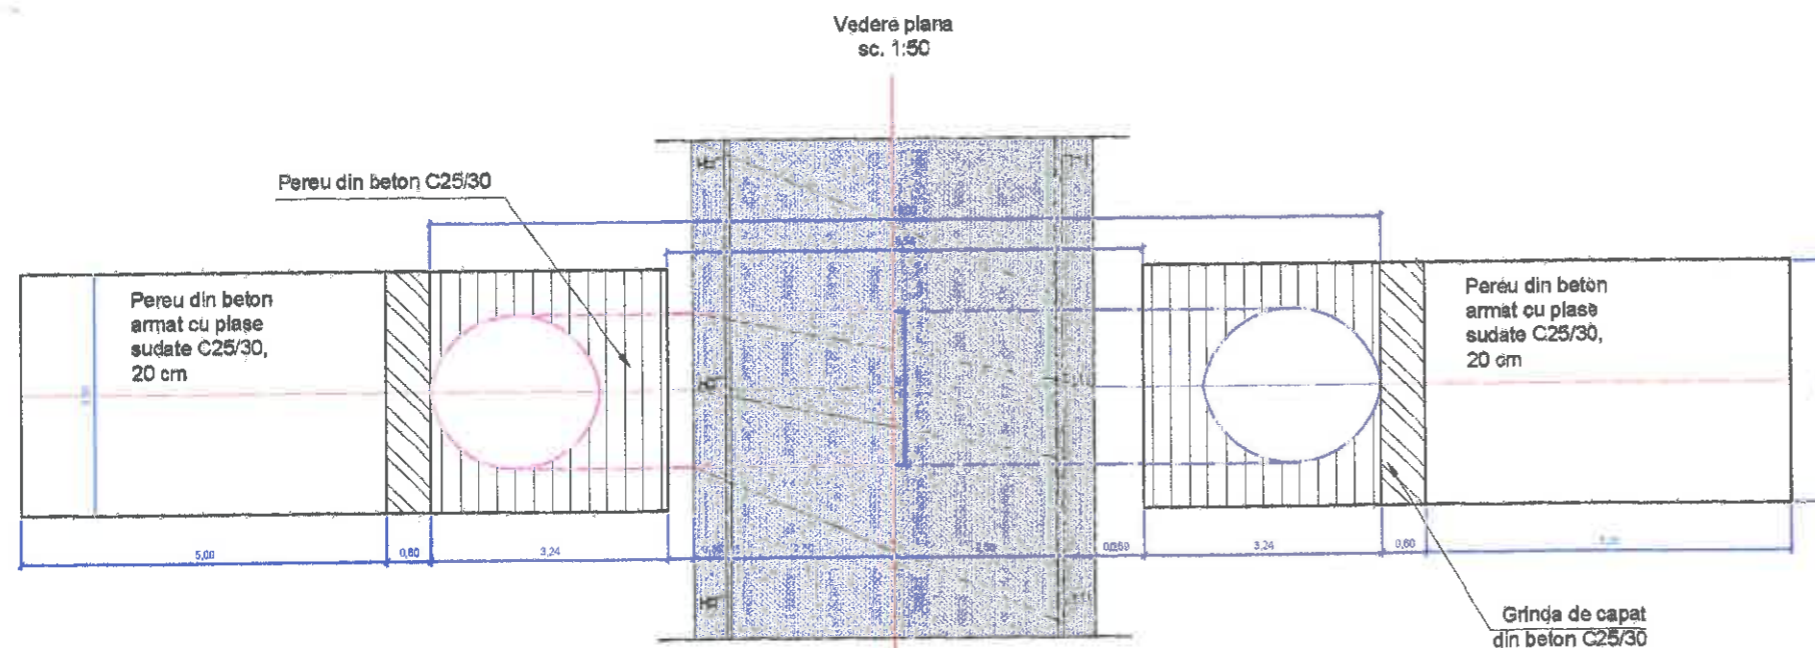 Vedere plana
sc. 1:50
Pereu din beton C25/30
Pereu din beton
armat cu plase
sudate C25/30,
20 cm
Pereu din beton
armat cu plase
sudate C25/30,
20 cm
5,00
0,60
3,24
3,24
0,60
Grinda de capat
din beton C25/30